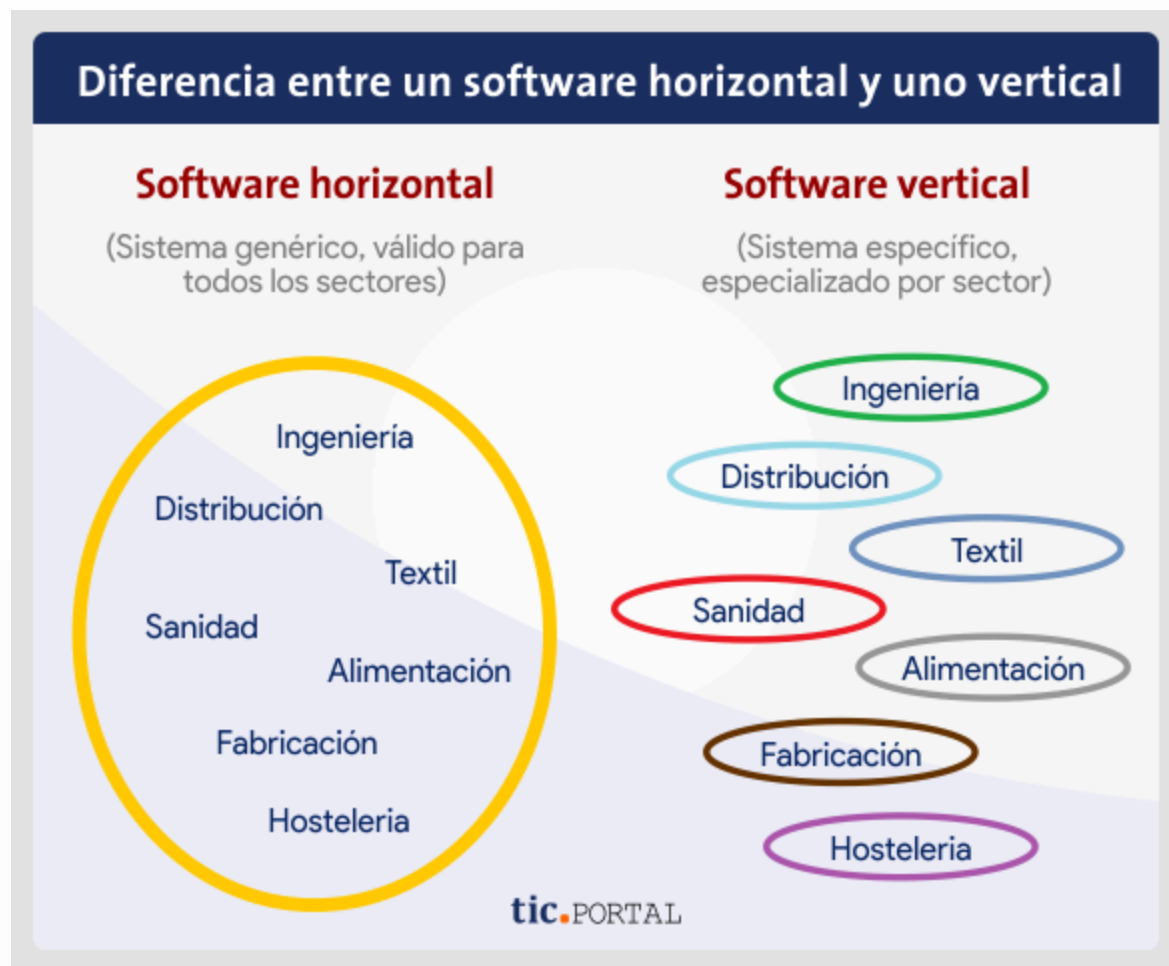 Diferencia entre un software horizontal y uno vertical
Software horizontal
(Sistema genérico, válido para
todos los sectores)
Ingeniería
Distribución
Textil
Sanidad
Alimentación
Fabricación
Hosteleria
Software vertical
(Sistema específico,
especializado por sector)
Ingeniería
Distribución
Textil
Sanidad
Alimentación
Fabricación
Hosteleria
tic.PORTAL